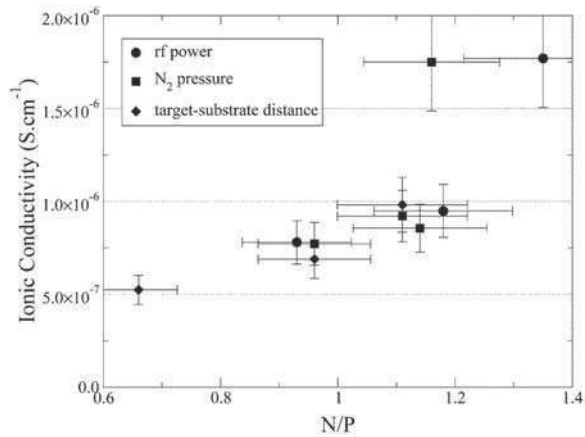 2.0×10⁻⁶
rf power
N₂ pressure
target-substrate distance
1.5×10⁻⁶
1.0×10⁻⁶
5.0×10⁻⁷
0.0
Ionic Conductivity (S.cm⁻¹)
0.6 0.8 1 1.2 1.4
N/P